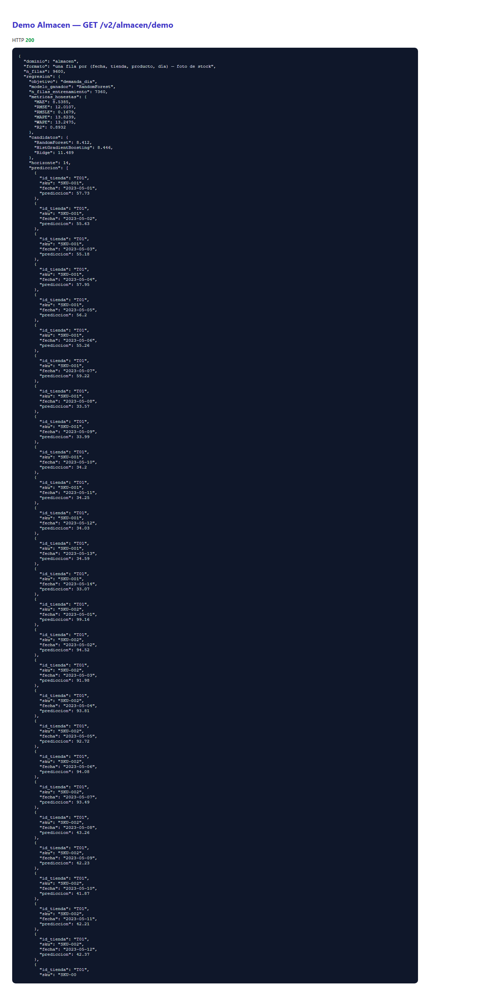 Demo Almacen — GET /v2/almacen/demo
HTTP 200
{
  "dominio": "almacen",
  "formato": "una fila por (fecha, tienda, producto, día) — foto de stock",
  "n_filas": 9600,
  "regresion": {
    "objetivo": "demanda_dia",
    "modelo_ganador": "RandomForest",
    "n_filas_entrenamiento": 7360,
    "metricas_honestas": {
      "MAE": 8.5385,
      "RMSE": 12.0107,
      "RMSLE": 0.1679,
      "MAPE": 13.8239,
      "WAPE": 13.2475,
      "R2": 0.8932
    },
    "candidatos": {
      "RandomForest": 8.412,
      "HistGradientBoosting": 8.446,
      "Ridge": 11.489
    },
    "horizonte": 14,
    "prediccion": [
      {
        "id_tienda": "T01",
        "sku": "SKU-001",
        "fecha": "2023-05-01",
        "prediccion": 57.73
      },
      {
        "id_tienda": "T01",
        "sku": "SKU-001",
        "fecha": "2023-05-02",
        "prediccion": 55.63
      },
      {
        "id_tienda": "T01",
        "sku": "SKU-001",
        "fecha": "2023-05-03",
        "prediccion": 55.18
      },
      {
        "id_tienda": "T01",
        "sku": "SKU-001",
        "fecha": "2023-05-04",
        "prediccion": 57.95
      },
      {
        "id_tienda": "T01",
        "sku": "SKU-001",
        "fecha": "2023-05-05",
        "prediccion": 56.2
      },
      {
        "id_tienda": "T01",
        "sku": "SKU-001",
        "fecha": "2023-05-06",
        "prediccion": 55.26
      },
      {
        "id_tienda": "T01",
        "sku": "SKU-001",
        "fecha": "2023-05-07",
        "prediccion": 59.22
      },
      {
        "id_tienda": "T01",
        "sku": "SKU-001",
        "fecha": "2023-05-08",
        "prediccion": 33.57
      },
      {
        "id_tienda": "T01",
        "sku": "SKU-001",
        "fecha": "2023-05-09",
        "prediccion": 33.99
      },
      {
        "id_tienda": "T01",
        "sku": "SKU-001",
        "fecha": "2023-05-10",
        "prediccion": 34.2
      },
      {
        "id_tienda": "T01",
        "sku": "SKU-001",
        "fecha": "2023-05-11",
        "prediccion": 34.25
      },
      {
        "id_tienda": "T01",
        "sku": "SKU-001",
        "fecha": "2023-05-12",
        "prediccion": 34.03
      },
      {
        "id_tienda": "T01",
        "sku": "SKU-001",
        "fecha": "2023-05-13",
        "prediccion": 34.59
      },
      {
        "id_tienda": "T01",
        "sku": "SKU-001",
        "fecha": "2023-05-14",
        "prediccion": 33.07
      },
      {
        "id_tienda": "T01",
        "sku": "SKU-002",
        "fecha": "2023-05-01",
        "prediccion": 99.16
      },
      {
        "id_tienda": "T01",
        "sku": "SKU-002",
        "fecha": "2023-05-02",
        "prediccion": 94.52
      },
      {
        "id_tienda": "T01",
        "sku": "SKU-002",
        "fecha": "2023-05-03",
        "prediccion": 91.98
      },
      {
        "id_tienda": "T01",
        "sku": "SKU-002",
        "fecha": "2023-05-04",
        "prediccion": 93.81
      },
      {
        "id_tienda": "T01",
        "sku": "SKU-002",
        "fecha": "2023-05-05",
        "prediccion": 92.72
      },
      {
        "id_tienda": "T01",
        "sku": "SKU-002",
        "fecha": "2023-05-06",
        "prediccion": 94.08
      },
      {
        "id_tienda": "T01",
        "sku": "SKU-002",
        "fecha": "2023-05-07",
        "prediccion": 93.49
      },
      {
        "id_tienda": "T01",
        "sku": "SKU-002",
        "fecha": "2023-05-08",
        "prediccion": 43.26
      },
      {
        "id_tienda": "T01",
        "sku": "SKU-002",
        "fecha": "2023-05-09",
        "prediccion": 42.23
      },
      {
        "id_tienda": "T01",
        "sku": "SKU-002",
        "fecha": "2023-05-10",
        "prediccion": 41.87
      },
      {
        "id_tienda": "T01",
        "sku": "SKU-002",
        "fecha": "2023-05-11",
        "prediccion": 42.21
      },
      {
        "id_tienda": "T01",
        "sku": "SKU-002",
        "fecha": "2023-05-12",
        "prediccion": 42.37
      },
      {
        "id_tienda": "T01",
        "sku": "SKU-00